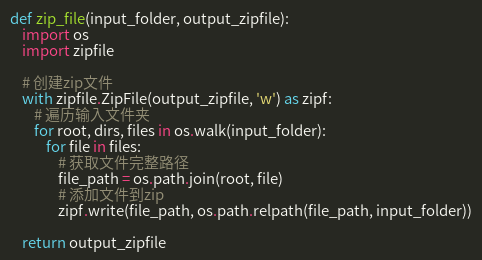 def zip_file(input_folder, output_zipfile):
    import os
    import zipfile

    # 创建zip文件
    with zipfile.ZipFile(output_zipfile, 'w') as zipf:
        # 遍历输入文件夹
        for root, dirs, files in os.walk(input_folder):
            for file in files:
                # 获取文件完整路径
                file_path = os.path.join(root, file)
                # 添加文件到zip
                zipf.write(file_path, os.path.relpath(file_path, input_folder))

    return output_zipfile